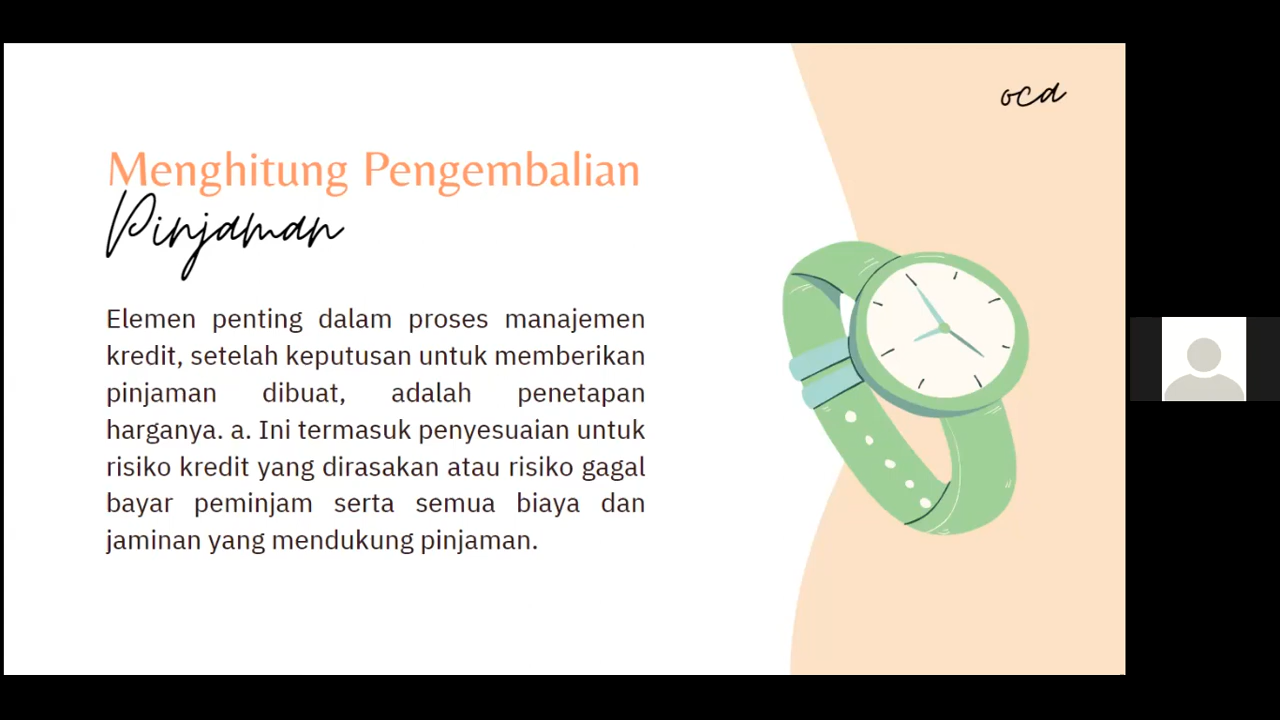 ocd
Menghitung Pengembalian
Pinjaman
Elemen penting dalam proses manajemen
kredit, setelah keputusan untuk memberikan
pinjaman dibuat, adalah penetapan
harganya. a. Ini termasuk penyesuaian untuk
risiko kredit yang dirasakan atau risiko gagal
bayar peminjam serta semua biaya dan
jaminan yang mendukung pinjaman.